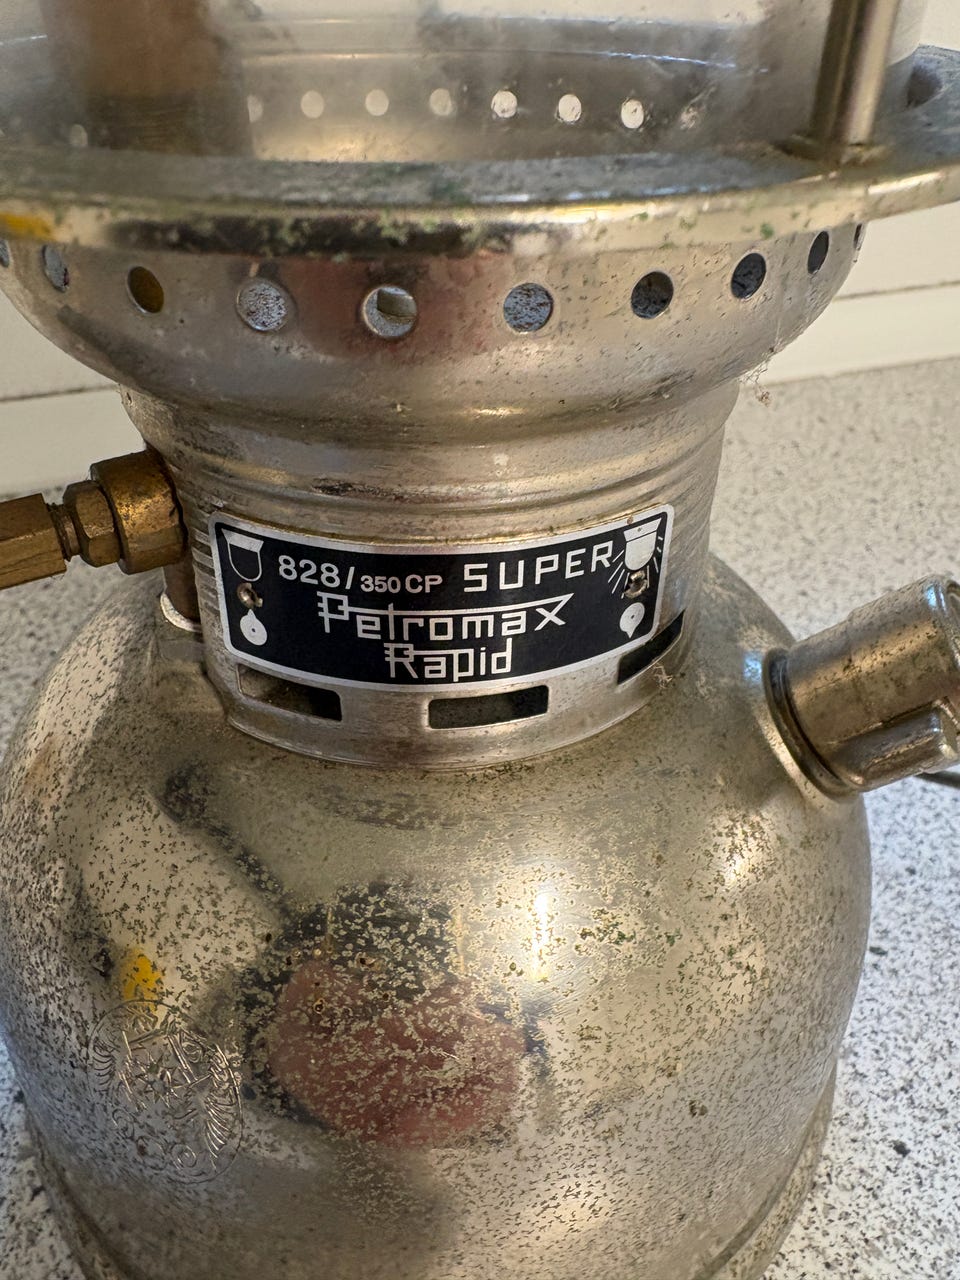 828/350CP SUPER
Petromax
Rapid